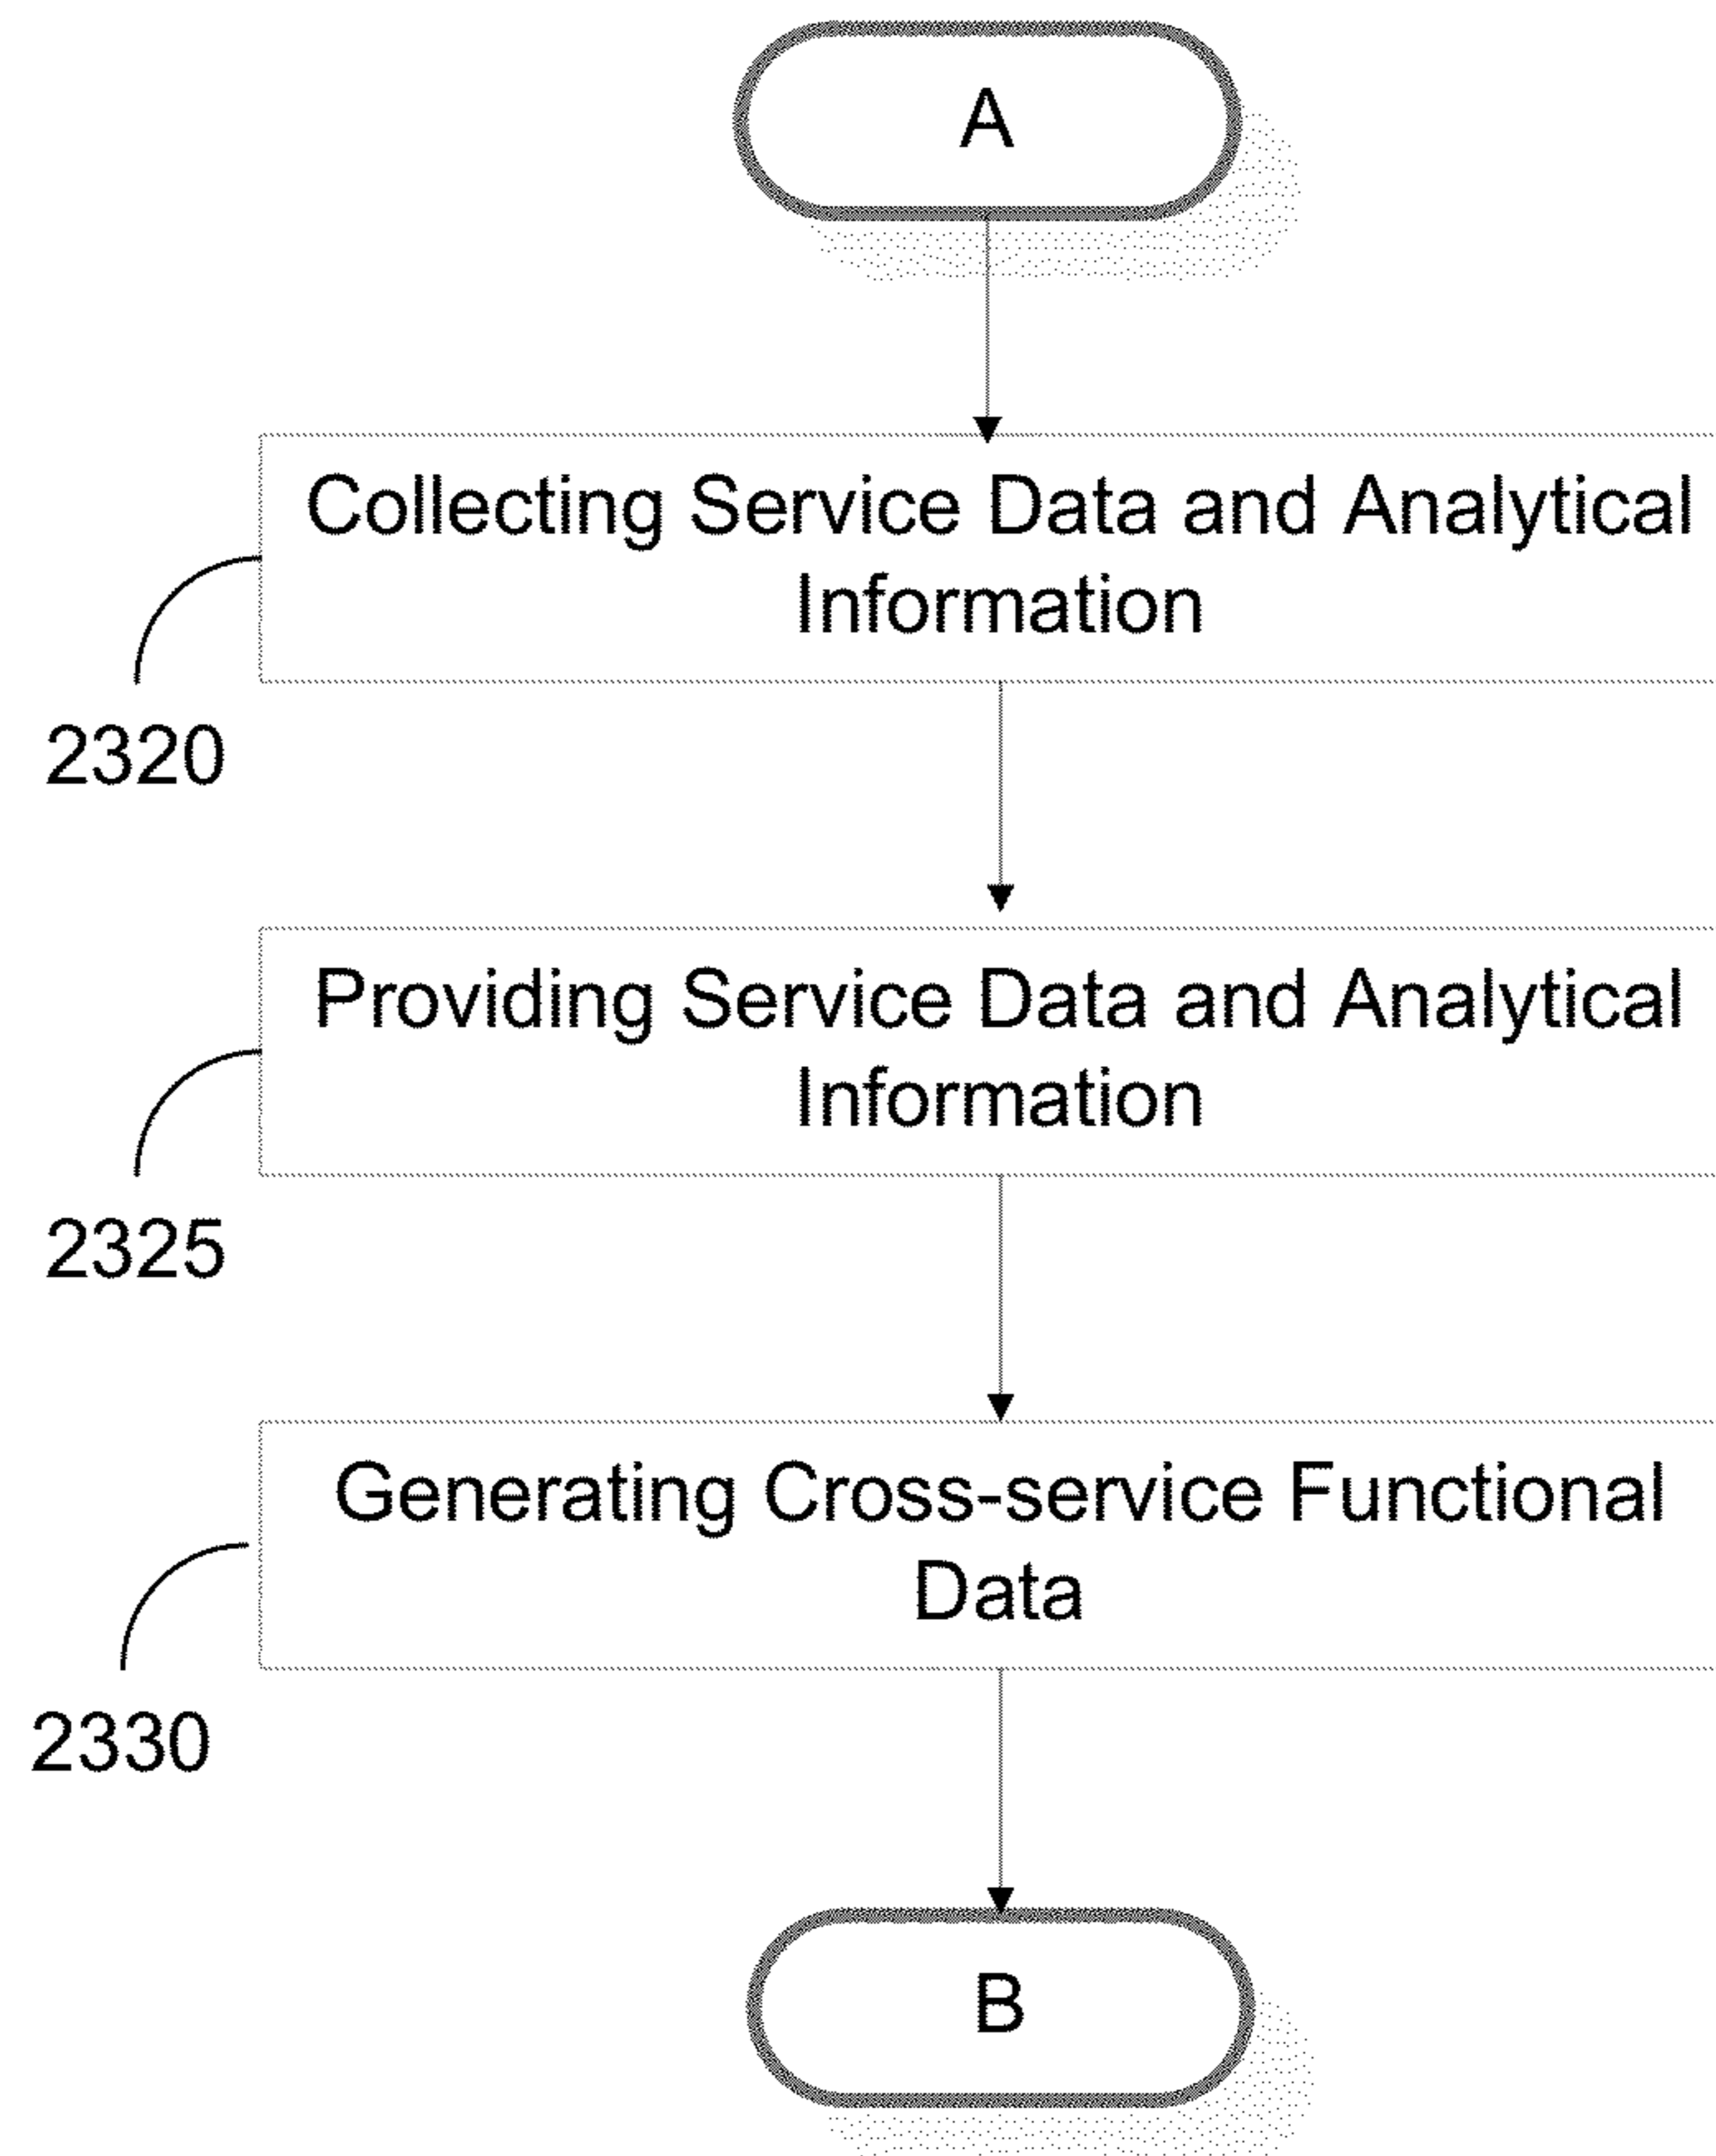 A
Collecting Service Data and Analytical
Information
2320
Providing Service Data and Analytical
Information
2325
Generating Cross-service Functional
Data
2330
B